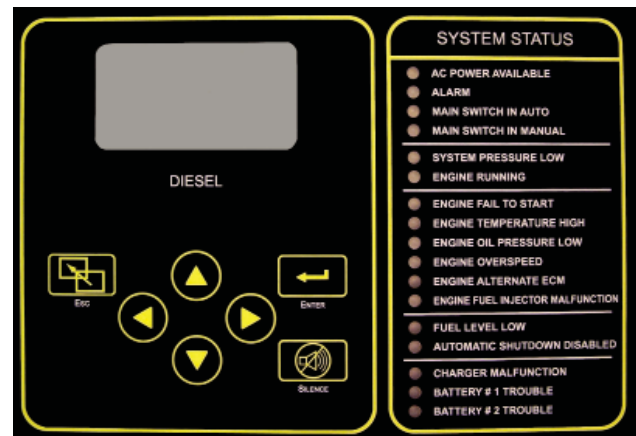 DIESEL
ESC
ENTER
SILENCE
SYSTEM STATUS
AC POWER AVAILABLE
ALARM
MAIN SWITCH IN AUTO
MAIN SWITCH IN MANUAL
SYSTEM PRESSURE LOW
ENGINE RUNNING
ENGINE FAIL TO START
ENGINE TEMPERATURE HIGH
ENGINE OIL PRESSURE LOW
ENGINE OVERSPEED
ENGINE ALTERNATE ECM
ENGINE FUEL INJECTOR MALFUNCTION
FUEL LEVEL LOW
AUTOMATIC SHUTDOWN DISABLED
CHARGER MALFUNCTION
BATTERY # 1 TROUBLE
BATTERY # 2 TROUBLE